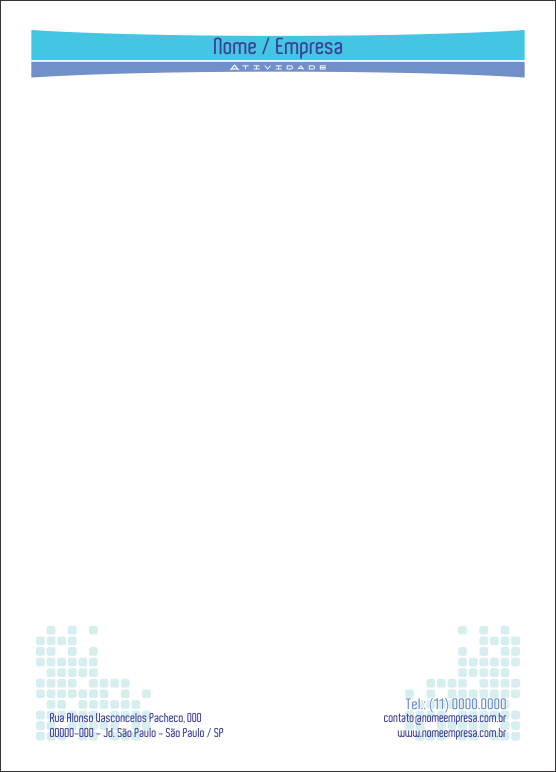 Nome / Empresa
Atividade
Tel.: (11) 0000.0000
Rua Alonso Vasconcelos Pacheco, 000
contato@nomeempresa.com.br
00000-000 - Jd. São Paulo - São Paulo / SP
www.nomeempresa.com.br